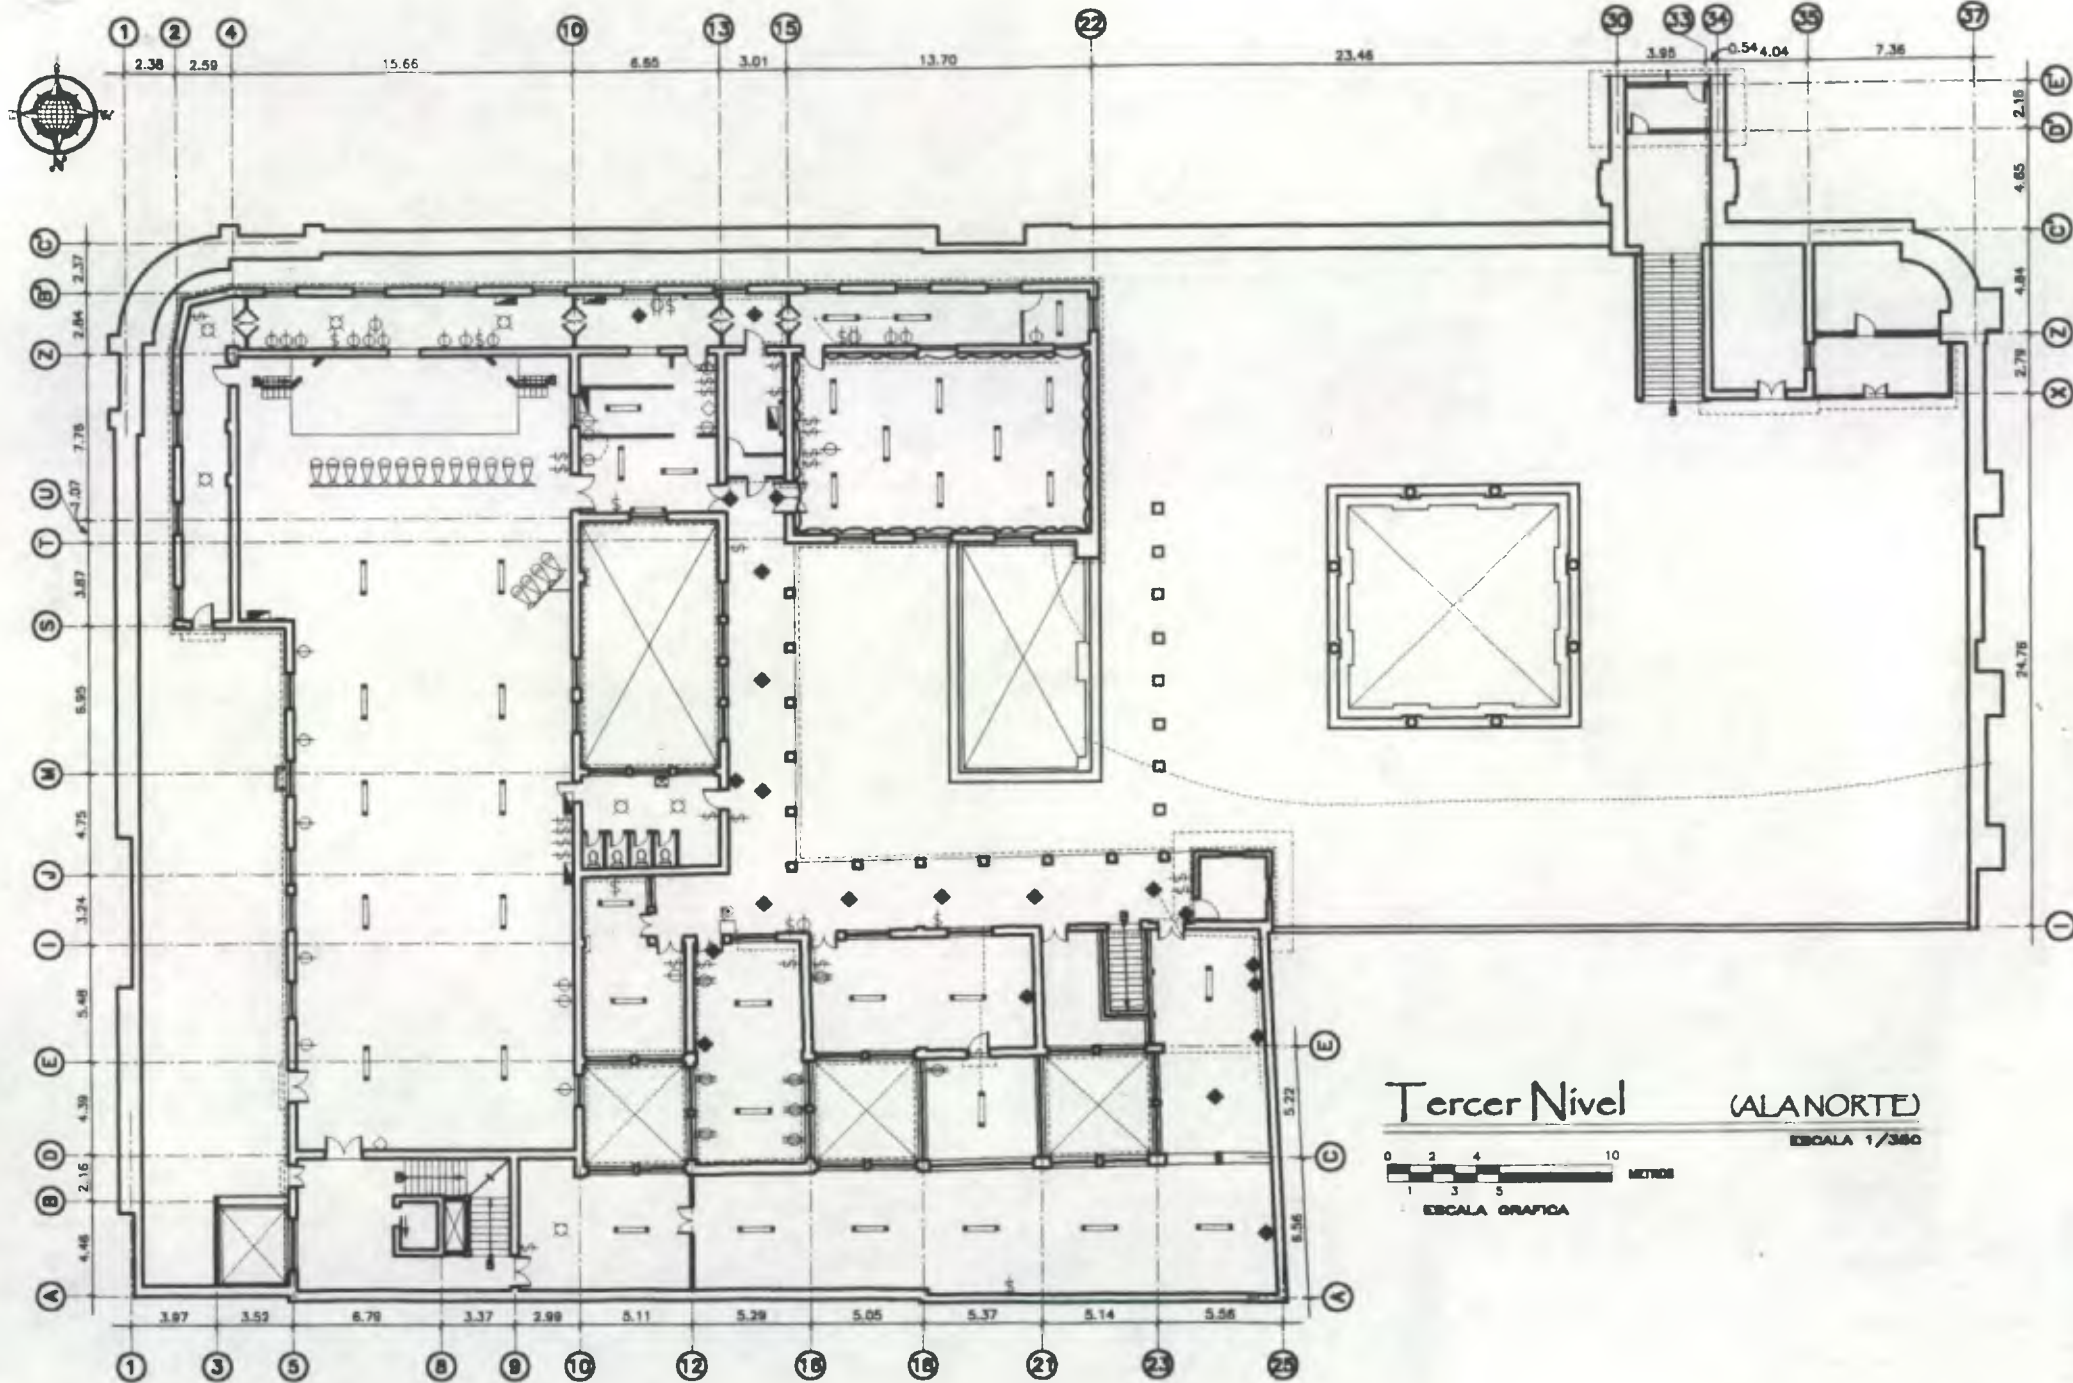 1 2 4 10 13 15 22 30 33 34 35 37
2.38 2.59 15.66 6.65 3.01 13.70 23.46 3.95 0.54 4.04 7.36
E' D' C' Z X I
2.15 4.65 4.84 2.79 24.76
C' B' Z U T S M J I E D B A
2.37 2.84 7.76 1.07 3.87 5.95 4.75 3.24 5.48 4.39 2.16 4.46
N
E C A
5.22 6.56
Tercer Nivel (ALA NORTE)
ESCALA 1/360
0 2 4 10
METROS
1 3 5
ESCALA GRAFICA
3.97 3.52 6.79 3.37 2.99 5.11 5.29 5.05 5.37 5.14 5.56
1 3 5 8 9 10 12 16 18 21 23 25